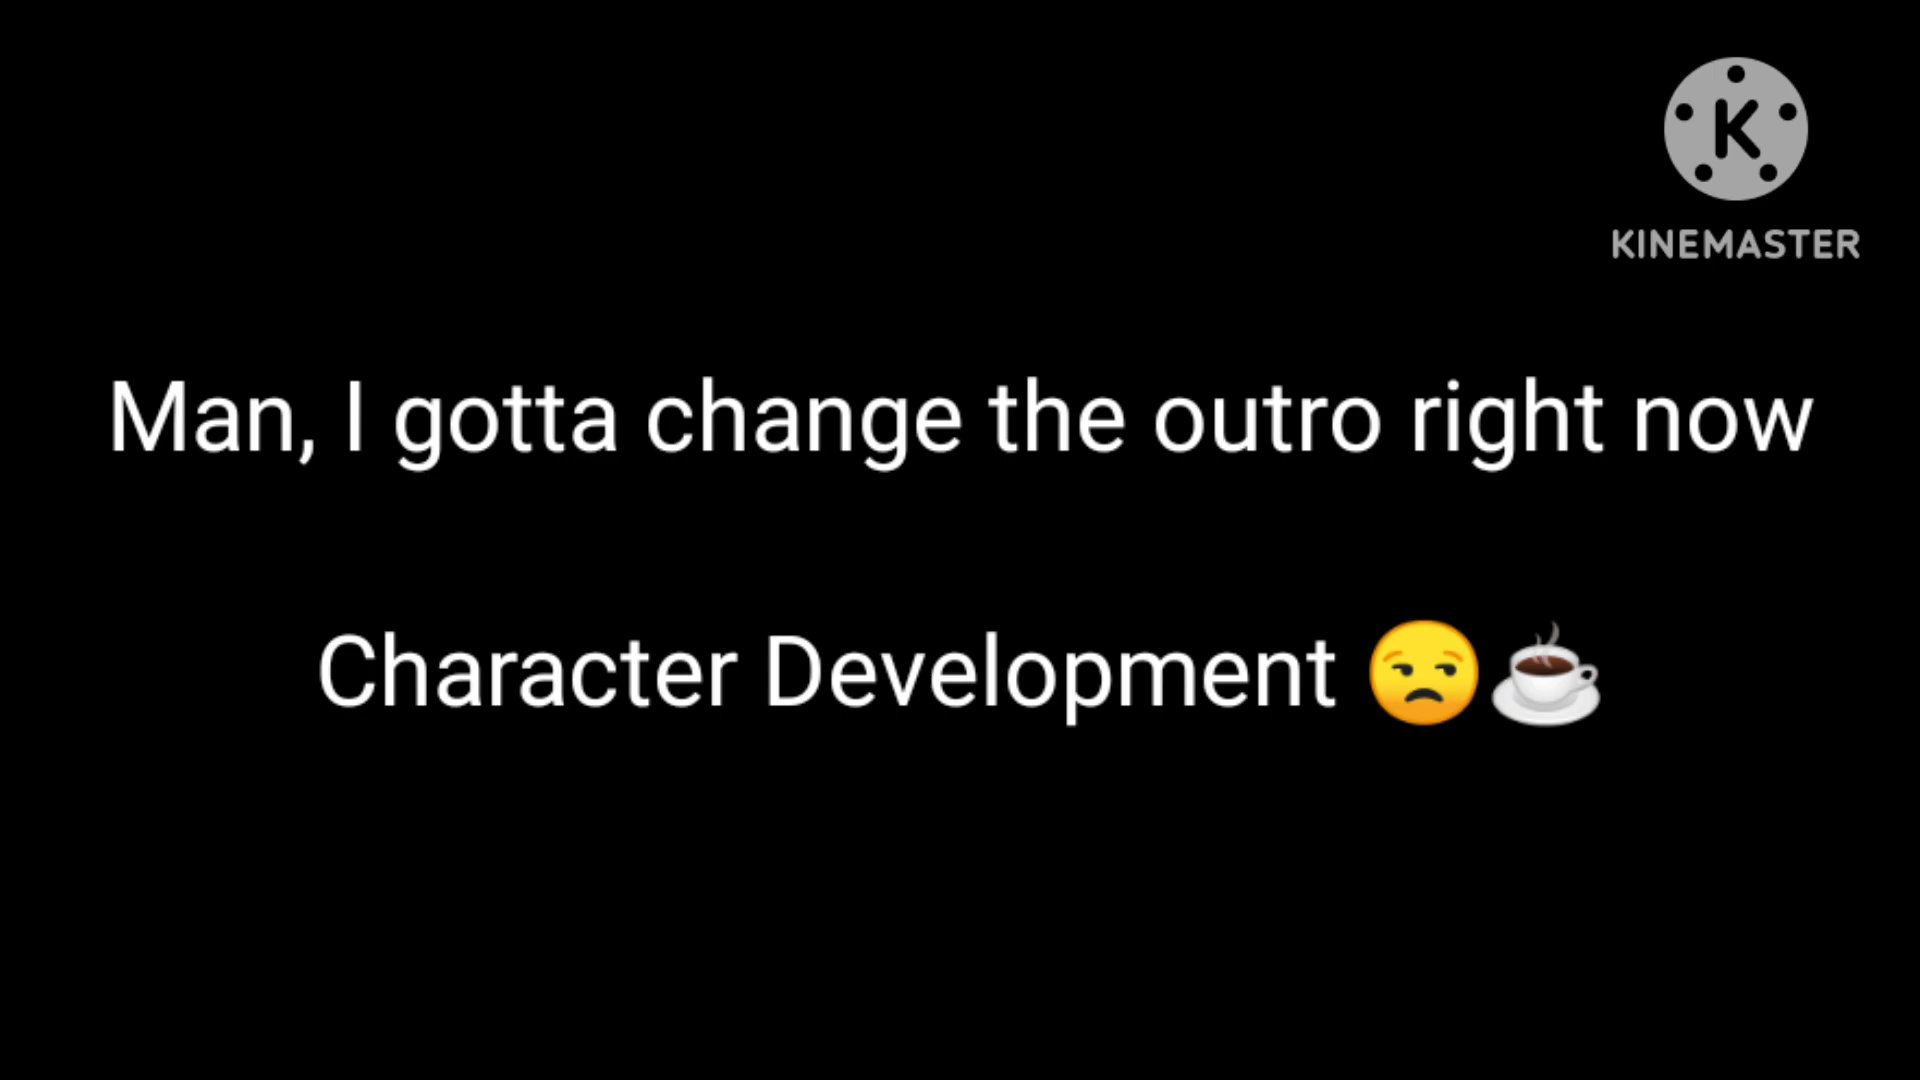 K
KINEMASTER
Man, I gotta change the outro right now
Character Development 😒☕